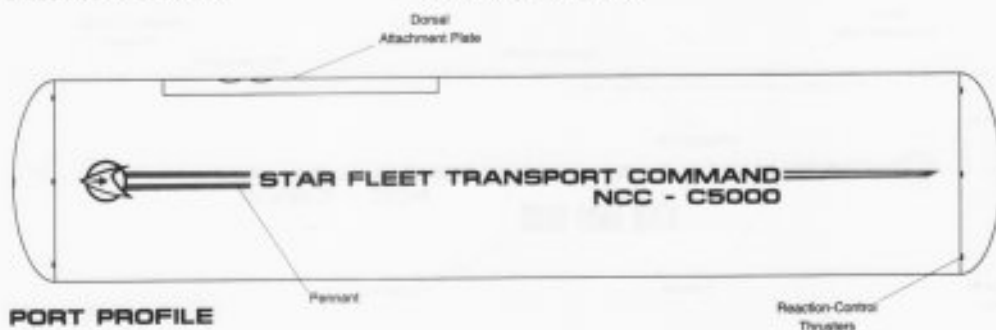 Dorsal
Attachment Plate
STAR FLEET TRANSPORT COMMAND
NCC - C5000
Pennant
PORT PROFILE
Reaction-Control
Thrusters